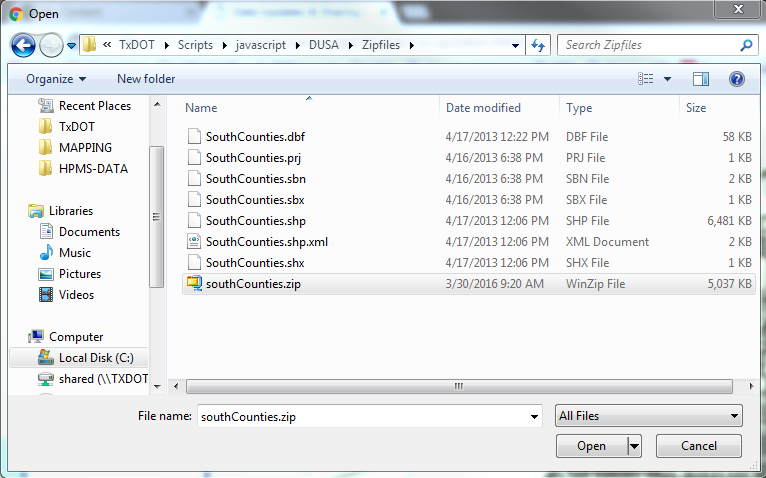 Open
« TxDOT Scripts javascript DUSA Zipfiles Search Zipfiles
Organize New folder
Name Date modified Type Size
Recent Places
TxDOT
MAPPING
HPMS-DATA
Libraries
Documents
Music
Pictures
Videos
Computer
Local Disk (C:)
shared (\\TXDOT
SouthCounties.dbf 4/17/2013 12:22 PM DBF File 58 KB
SouthCounties.prj 4/16/2013 6:38 PM PRJ File 1 KB
SouthCounties.sbn 4/16/2013 6:38 PM SBN File 2 KB
SouthCounties.sbx 4/16/2013 6:38 PM SBX File 1 KB
SouthCounties.shp 4/17/2013 12:06 PM SHP File 6,481 KB
SouthCounties.shp.xml 4/17/2013 12:06 PM XML Document 2 KB
SouthCounties.shx 4/17/2013 12:06 PM SHX File 1 KB
southCounties.zip 3/30/2016 9:20 AM WinZip File 5,037 KB
File name: southCounties.zip All Files
Open Cancel